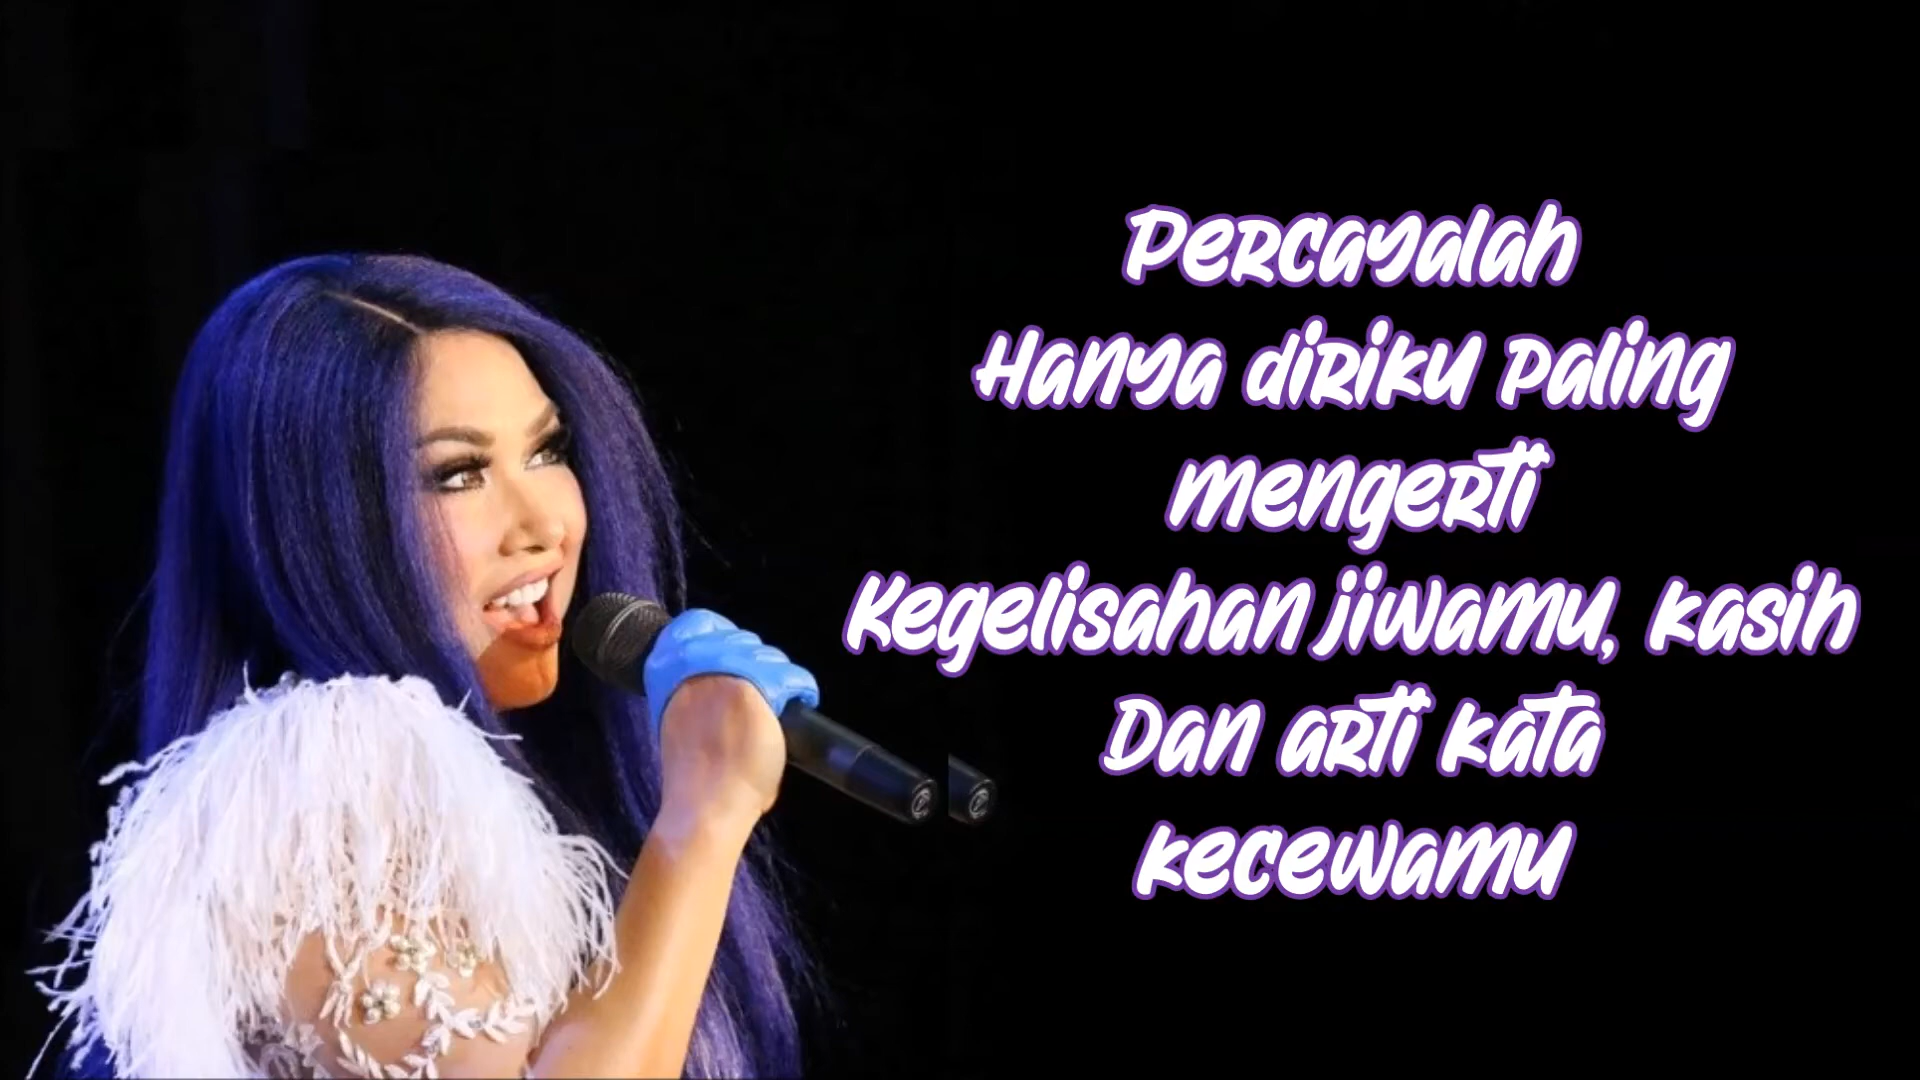 Percayalah
Hanya diriku paling
mengerti
Kegelisahan jiwamu, kasih
Dan arti kata
kecewamu